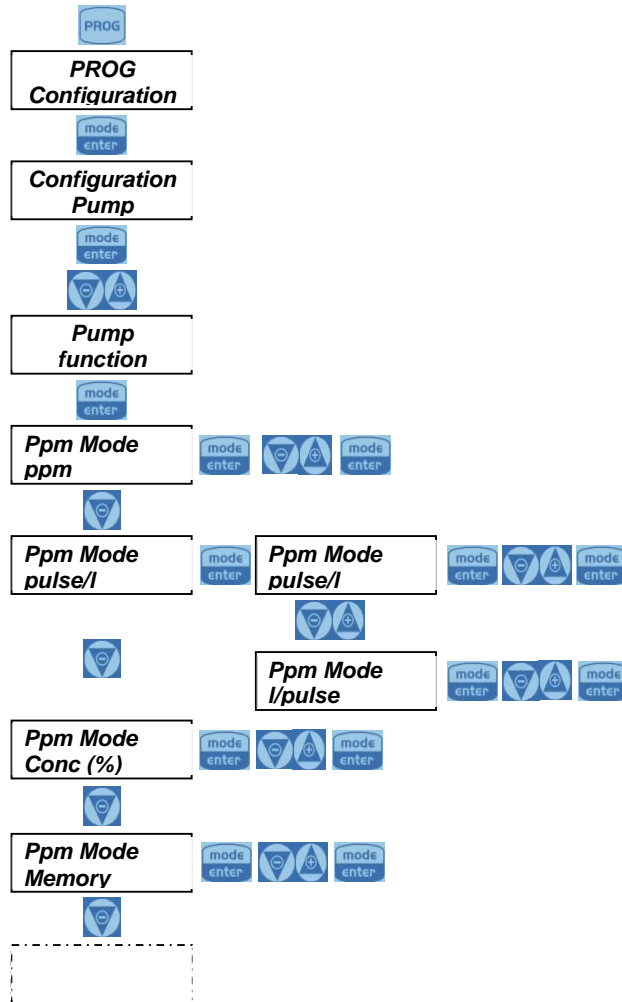 PROG
PROG
Configuration
mode
enter
Configuration
Pump
mode
enter
Pump
function
mode
enter
Ppm Mode
ppm
mode
enter
mode
enter
Ppm Mode
pulse/l
mode
enter
Ppm Mode
pulse/l
mode
enter
mode
enter
Ppm Mode
l/pulse
mode
enter
mode
enter
Ppm Mode
Conc (%)
mode
enter
mode
enter
Ppm Mode
Memory
mode
enter
mode
enter